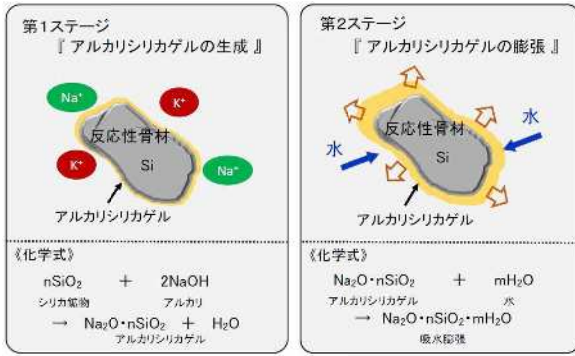 第1ステージ
『 アルカリシリカゲルの生成 』
Na⁺
K⁺
反応性骨材
Si
K⁺
Na⁺
アルカリシリカゲル
《化学式》
nSiO₂ + 2NaOH
シリカ鉱物 アルカリ
→ Na₂O・nSiO₂ + H₂O
アルカリシリカゲル
第2ステージ
『 アルカリシリカゲルの膨張 』
水
反応性骨材
水
Si
アルカリシリカゲル
《化学式》
Na₂O・nSiO₂ + mH₂O
アルカリシリカゲル 水
→ Na₂O・nSiO₂・mH₂O
吸水膨張